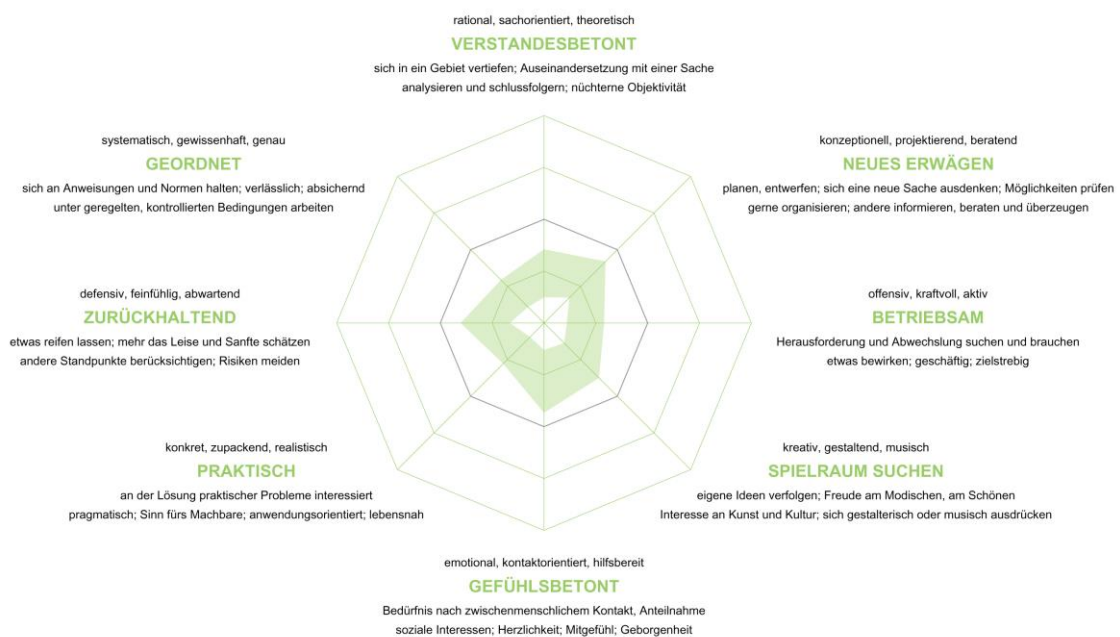 rational, sachorientiert, theoretisch
VERSTANDESBETONT
sich in ein Gebiet vertiefen; Auseinandersetzung mit einer Sache
analysieren und schlussfolgern; nüchterne Objektivität
systematisch, gewissenhaft, genau
GEORDNET
sich an Anweisungen und Normen halten; verlässlich; absichernd
unter geregelten, kontrollierten Bedingungen arbeiten
konzeptionell, projektierend, beratend
NEUES ERWÄGEN
planen, entwerfen; sich eine neue Sache ausdenken; Möglichkeiten prüfen
gerne organisieren; andere informieren, beraten und überzeugen
defensiv, feinfühlig, abwartend
ZURÜCKHALTEND
etwas reifen lassen; mehr das Leise und Sanfte schätzen
andere Standpunkte berücksichtigen; Risiken meiden
offensiv, kraftvoll, aktiv
BETRIEBSAM
Herausforderung und Abwechslung suchen und brauchen
etwas bewirken; geschäftig; zielstrebig
konkret, zupackend, realistisch
PRAKTISCH
an der Lösung praktischer Probleme interessiert
pragmatisch; Sinn fürs Machbare; anwendungsorientiert; lebensnah
kreativ, gestaltend, musisch
SPIELRAUM SUCHEN
eigene Ideen verfolgen; Freude am Modischen, am Schönen
Interesse an Kunst und Kultur; sich gestalterisch oder musisch ausdrücken
emotional, kontaktorientiert, hilfsbereit
GEFÜHLSBETONT
Bedürfnis nach zwischenmenschlichem Kontakt, Anteilnahme
soziale Interessen; Herzlichkeit; Mitgefühl; Geborgenheit